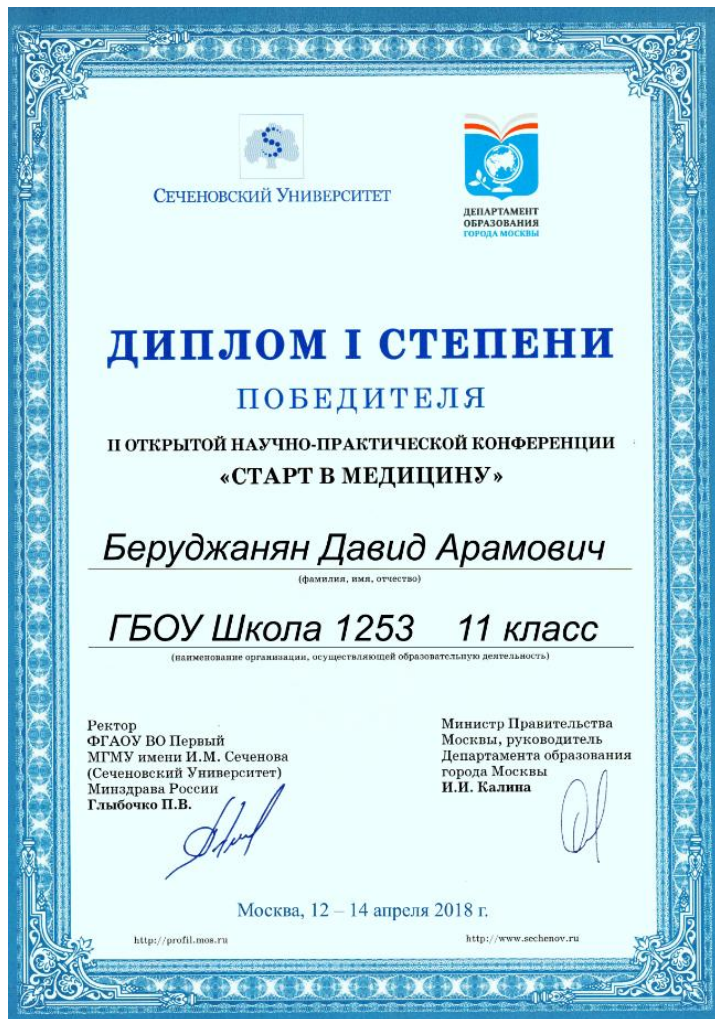 Сеченовский Университет
ДЕПАРТАМЕНТ
ОБРАЗОВАНИЯ
ГОРОДА МОСКВЫ
ДИПЛОМ I СТЕПЕНИ
ПОБЕДИТЕЛЯ
II ОТКРЫТОЙ НАУЧНО-ПРАКТИЧЕСКОЙ КОНФЕРЕНЦИИ
«СТАРТ В МЕДИЦИНУ»
Беруджанян Давид Арамович
(фамилия, имя, отчество)
ГБОУ Школа 1253 11 класс
(наименование организации, осуществляющей образовательную деятельность)
Ректор
ФГАОУ ВО Первый
МГМУ имени И.М. Сеченова
(Сеченовский Университет)
Минздрава России
Глыбочко П.В.
Министр Правительства
Москвы, руководитель
Департамента образования
города Москвы
И.И. Калина
Москва, 12 – 14 апреля 2018 г.
http://profil.mos.ru
http://www.sechenov.ru